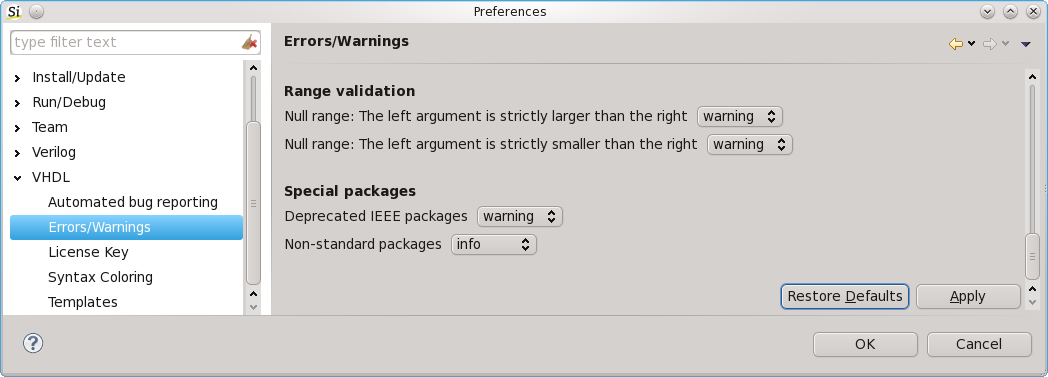 Si Preferences
type filter text
Install/Update
Run/Debug
Team
Verilog
VHDL
Automated bug reporting
Errors/Warnings
License Key
Syntax Coloring
Templates
Errors/Warnings
Range validation
Null range: The left argument is strictly larger than the right warning
Null range: The left argument is strictly smaller than the right warning
Special packages
Deprecated IEEE packages warning
Non-standard packages info
Restore Defaults Apply
? OK Cancel